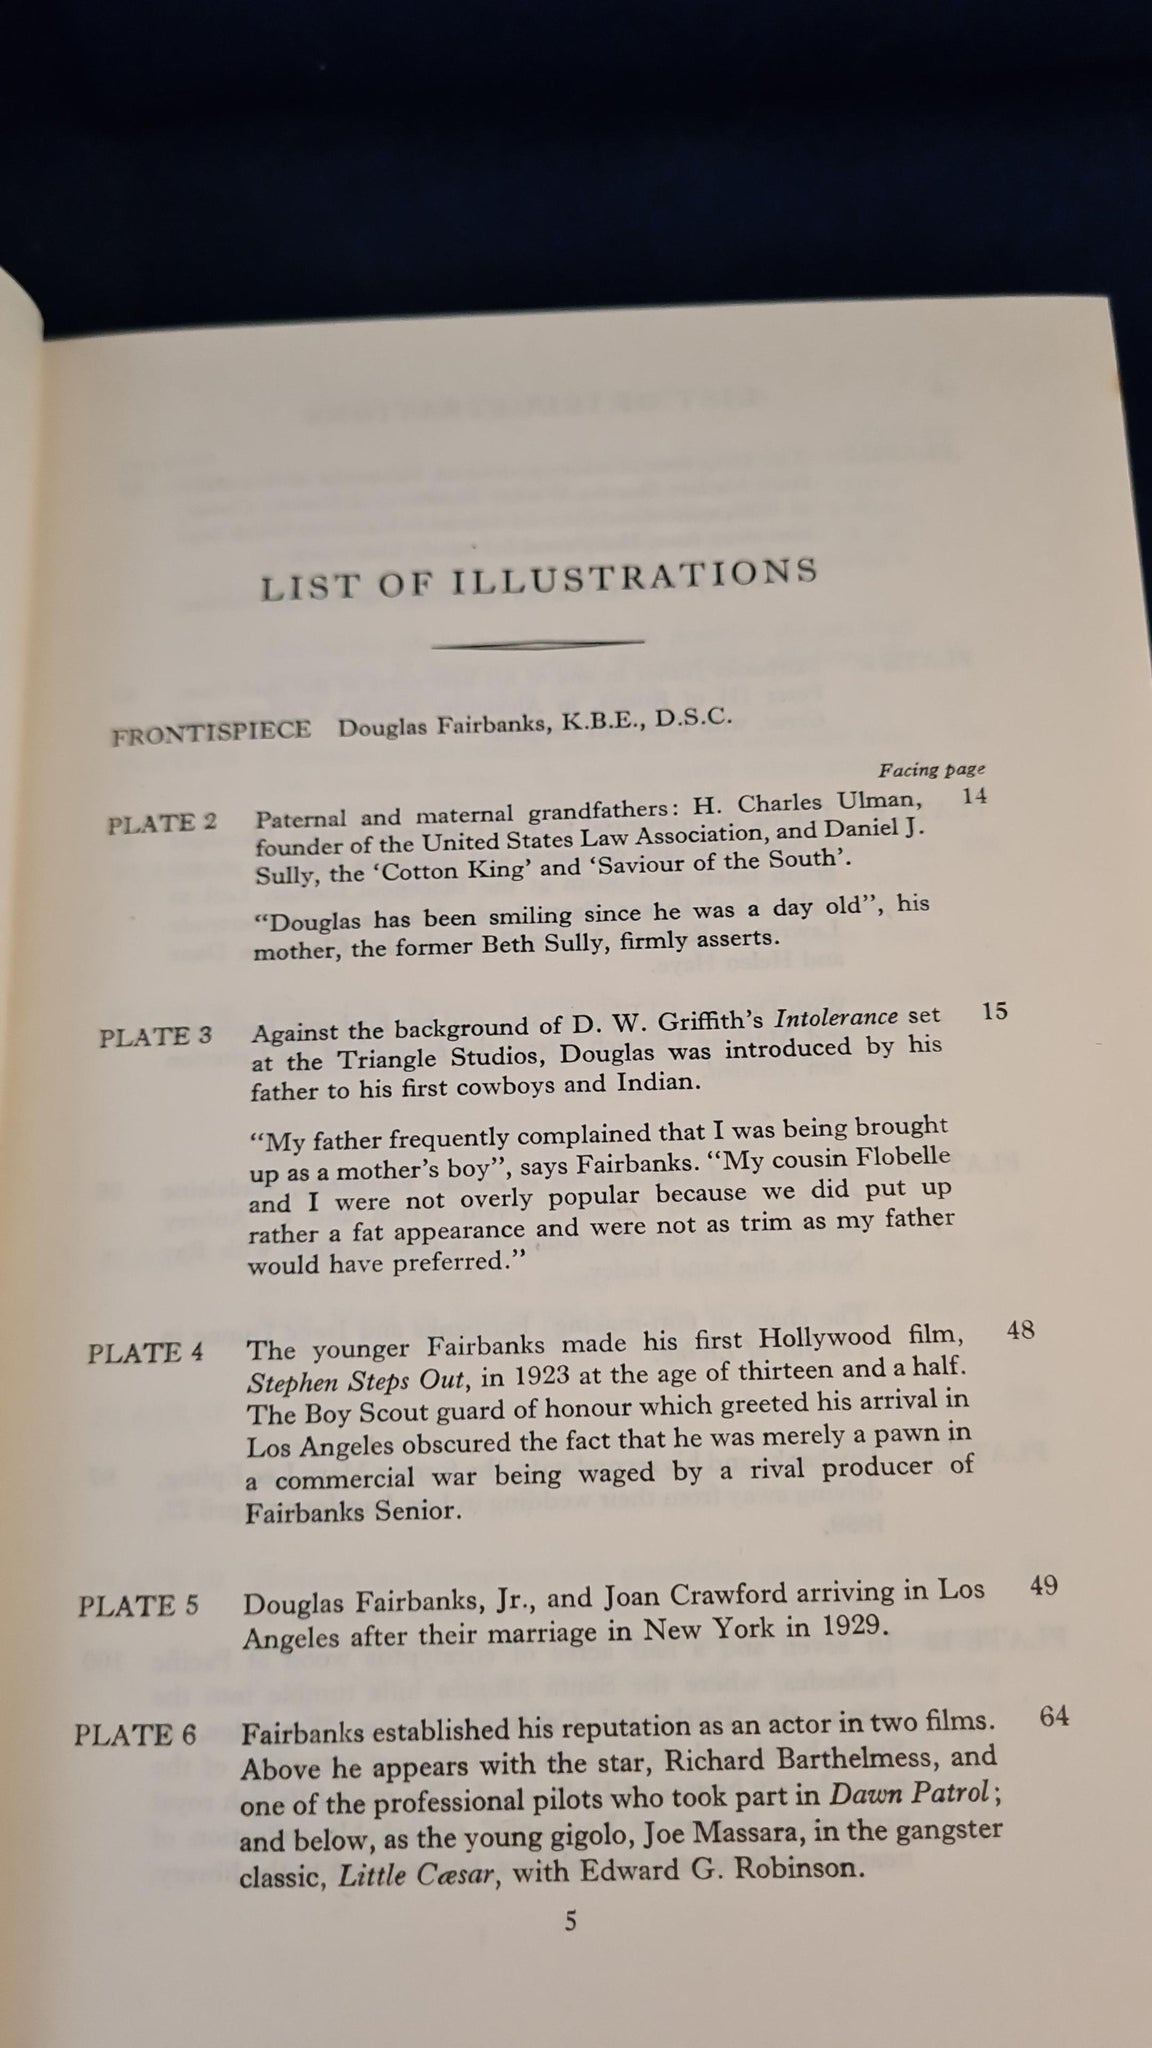 LIST OF ILLUSTRATIONS
FRONTISPIECE Douglas Fairbanks, K.B.E., D.S.C.
Facing page
PLATE 2 Paternal and maternal grandfathers: H. Charles Ulman, 14
founder of the United States Law Association, and Daniel J.
Sully, the ‘Cotton King’ and ‘Saviour of the South’.
“Douglas has been smiling since he was a day old”, his
mother, the former Beth Sully, firmly asserts.
PLATE 3 Against the background of D. W. Griffith’s Intolerance set 15
at the Triangle Studios, Douglas was introduced by his
father to his first cowboys and Indian.
“My father frequently complained that I was being brought
up as a mother’s boy”, says Fairbanks. “My cousin Flobelle
and I were not overly popular because we did put up
rather a fat appearance and were not as trim as my father
would have preferred.”
PLATE 4 The younger Fairbanks made his first Hollywood film, 48
Stephen Steps Out, in 1923 at the age of thirteen and a half.
The Boy Scout guard of honour which greeted his arrival in
Los Angeles obscured the fact that he was merely a pawn in
a commercial war being waged by a rival producer of
Fairbanks Senior.
PLATE 5 Douglas Fairbanks, Jr., and Joan Crawford arriving in Los 49
Angeles after their marriage in New York in 1929.
PLATE 6 Fairbanks established his reputation as an actor in two films. 64
Above he appears with the star, Richard Barthelmess, and
one of the professional pilots who took part in Dawn Patrol;
and below, as the young gigolo, Joe Massara, in the gangster
classic, Little Cæsar, with Edward G. Robinson.
5